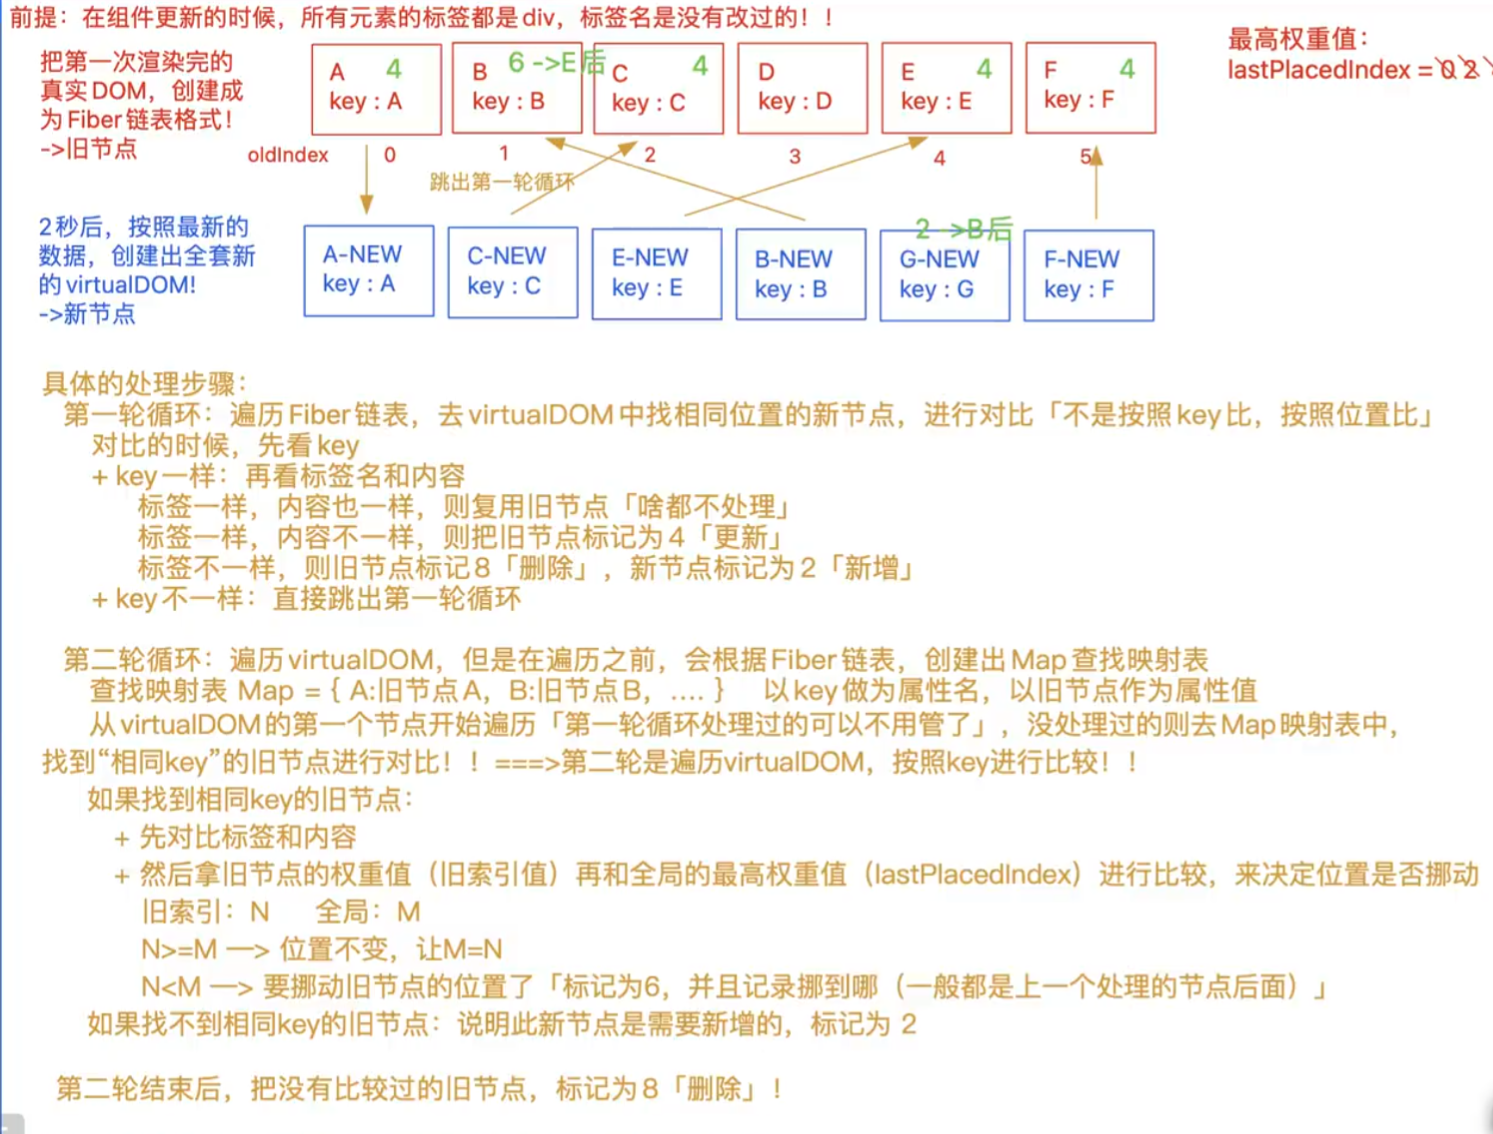 前提：在组件更新的时候，所有元素的标签都是div，标签名是没有改过的！！
最高权重值：
lastPlacedIndex = 0 2
把第一次渲染完的
真实DOM，创建成
为Fiber链表格式！
->旧节点
A 4
key : A
B 6 ->E后
key : B
C 4
key : C
D
key : D
E 4
key : E
F 4
key : F
oldIndex 0 1 2 3 4 5
跳出第一轮循环
2秒后，按照最新的
数据，创建出全套新
的virtualDOM!
->新节点
2 ->B后
A-NEW
key : A
C-NEW
key : C
E-NEW
key : E
B-NEW
key : B
G-NEW
key : G
F-NEW
key : F
具体的处理步骤：
第一轮循环：遍历Fiber链表，去virtualDOM中找相同位置的新节点，进行对比「不是按照key比，按照位置比」
对比的时候，先看key
+ key一样：再看标签名和内容
标签一样，内容也一样，则复用旧节点「啥都不处理」
标签一样，内容不一样，则把旧节点标记为4「更新」
标签不一样，则旧节点标记8「删除」，新节点标记为2「新增」
+ key不一样：直接跳出第一轮循环
第二轮循环：遍历virtualDOM，但是在遍历之前，会根据Fiber链表，创建出Map查找映射表
查找映射表 Map = { A:旧节点A，B:旧节点B，.... } 以key做为属性名，以旧节点作为属性值
从virtualDOM的第一个节点开始遍历「第一轮循环处理过的可以不用管了」，没处理过的则去Map映射表中，
找到“相同key”的旧节点进行对比！！===>第二轮是遍历virtualDOM，按照key进行比较！！
如果找到相同key的旧节点：
+ 先对比标签和内容
+ 然后拿旧节点的权重值（旧索引值）再和全局的最高权重值（lastPlacedIndex）进行比较，来决定位置是否挪动
旧索引：N 全局：M
N>=M —> 位置不变，让M=N
N<M —> 要挪动旧节点的位置了「标记为6，并且记录挪到哪（一般都是上一个处理的节点后面）」
如果找不到相同key的旧节点：说明此新节点是需要新增的，标记为 2
第二轮结束后，把没有比较过的旧节点，标记为8「删除」！